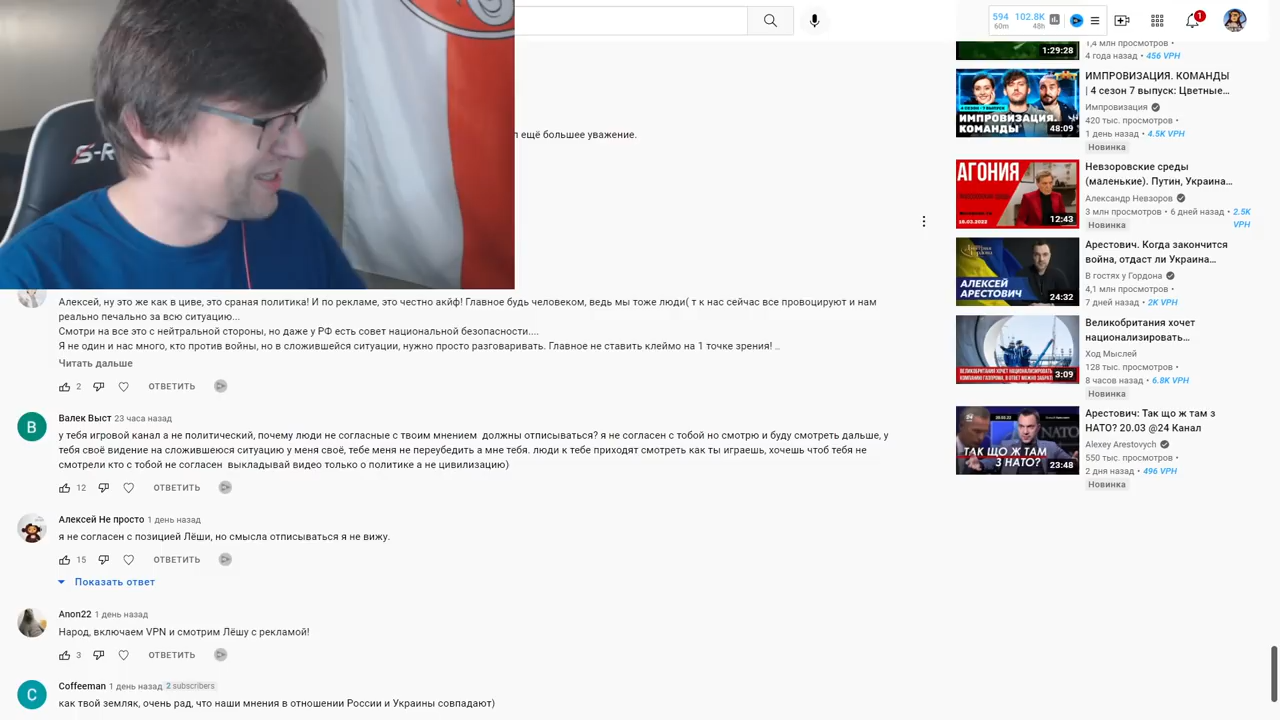 594 102.8K
60m 48h
1
л ещё большее уважение.
Алексей, ну это же как в циве, это сраная политика! И по рекламе, это честно акйф! Главное будь человеком, ведь мы тоже люди( т к нас сейчас все провоцируют и нам
реально печально за всю ситуацию...
Смотри на все это с нейтральной стороны, но даже у РФ есть совет национальной безопасности....
Я не один и нас много, кто против войны, но в сложившейся ситуации, нужно просто разговаривать. Главное не ставить клеймо на 1 точке зрения! ..
Читать дальше
2 ОТВЕТИТЬ
В
Валек Выст 23 часа назад
у тебя игровой канал а не политический, почему люди не согласные с твоим мнением должны отписываться? я не согласен с тобой но смотрю и буду смотреть дальше, у
тебя своё видение на сложившеюся ситуацию у меня своё, тебе меня не переубедить а мне тебя. люди к тебе приходят смотреть как ты играешь, хочешь чтоб тебя не
смотрели кто с тобой не согласен выкладывай видео только о политике а не цивилизацию)
12 ОТВЕТИТЬ
Алексей Не просто 1 день назад
я не согласен с позицией Лёши, но смысла отписываться я не вижу.
15 ОТВЕТИТЬ
Показать ответ
Anon22 1 день назад
Народ, включаем VPN и смотрим Лёшу с рекламой!
3 ОТВЕТИТЬ
C
Coffeeman 1 день назад 2 subscribers
как твой земляк, очень рад, что наши мнения в отношении России и Украины совпадают)
1:29:28
1,4 млн просмотров •
4 года назад • 456 VPH
ИМПРОВИЗАЦИЯ.
КОМАНДЫ
48:09
ИМПРОВИЗАЦИЯ. КОМАНДЫ
| 4 сезон 7 выпуск: Цветные...
Импровизация
420 тыс. просмотров •
1 день назад • 4.5K VPH
Новинка
АГОНИЯ
12:43
Невзоровские среды
(маленькие). Путин, Украина...
Александр Невзоров
3 млн просмотров • 6 дней назад • 2.5K
VPH
Новинка
АЛЕКСЕЙ
АРЕСТОВИЧ
24:32
Арестович. Когда закончится
война, отдаст ли Украина...
В гостях у Гордона
4,1 млн просмотров •
7 дней назад • 2K VPH
ВЕЛИКОБРИТАНИЯ ХОЧЕТ НАЦИОНАЛИЗИРОВАТЬ
3:09
Великобритания хочет
национализировать...
Ход Мыслей
128 тыс. просмотров •
8 часов назад • 6.8K VPH
Новинка
NATO
ТАК ЩО Ж ТАМ
З НАТО?
23:48
Арестович: Так що ж там з
НАТО? 20.03 @24 Канал
Alexey Arestovych
550 тыс. просмотров •
2 дня назад • 496 VPH
Новинка